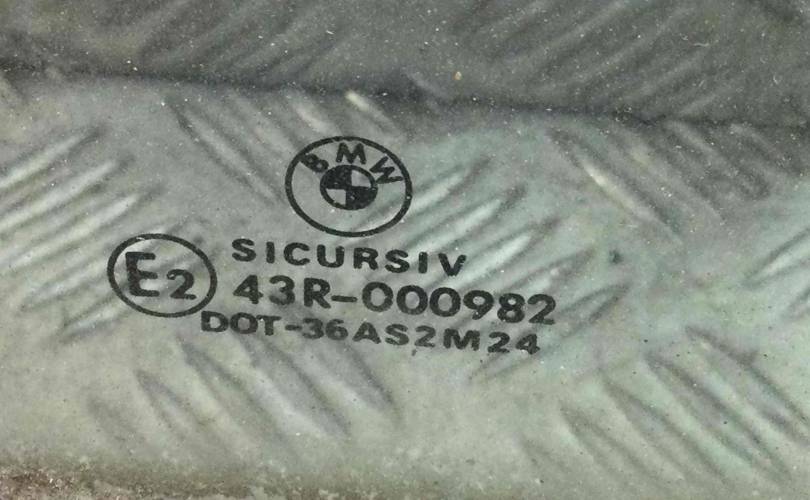 BMW
SICURSIV
E2
43R-000982
DOT-36AS2M24